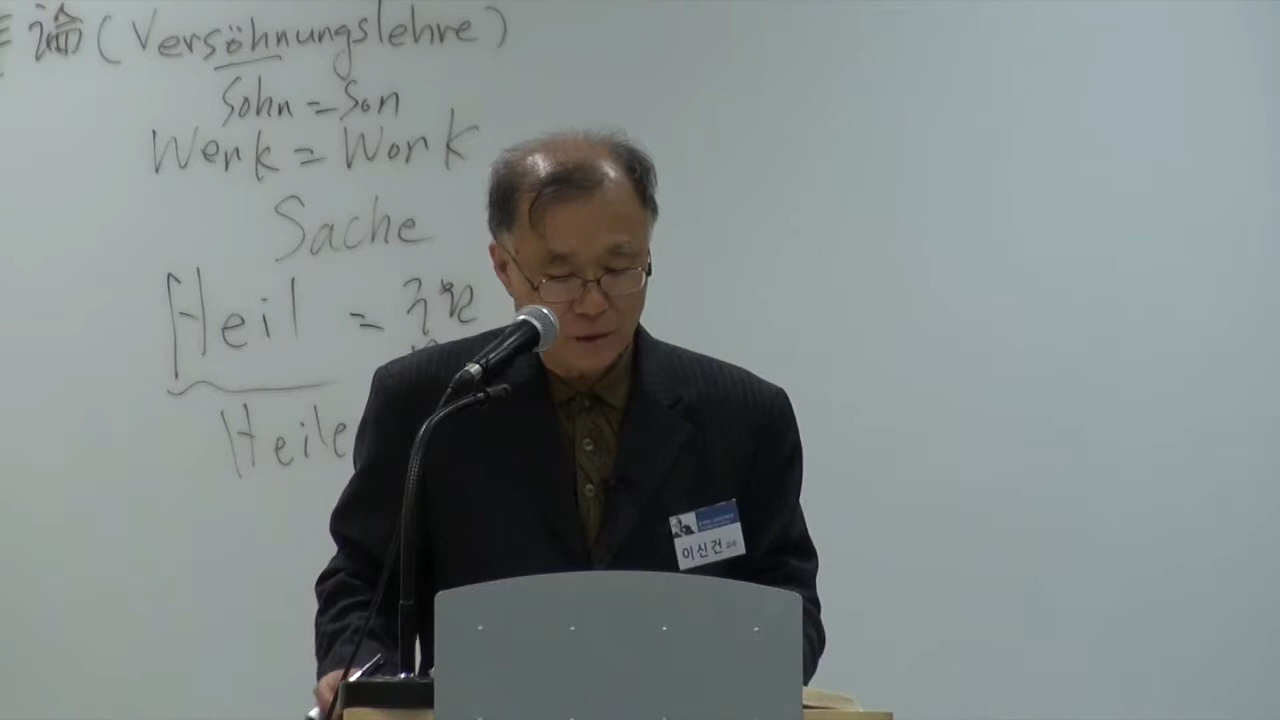 論 (Versöhnungslehre)
Sohn = Son
Werk = Work
Sache
Heil = 구원
Heile
이신건